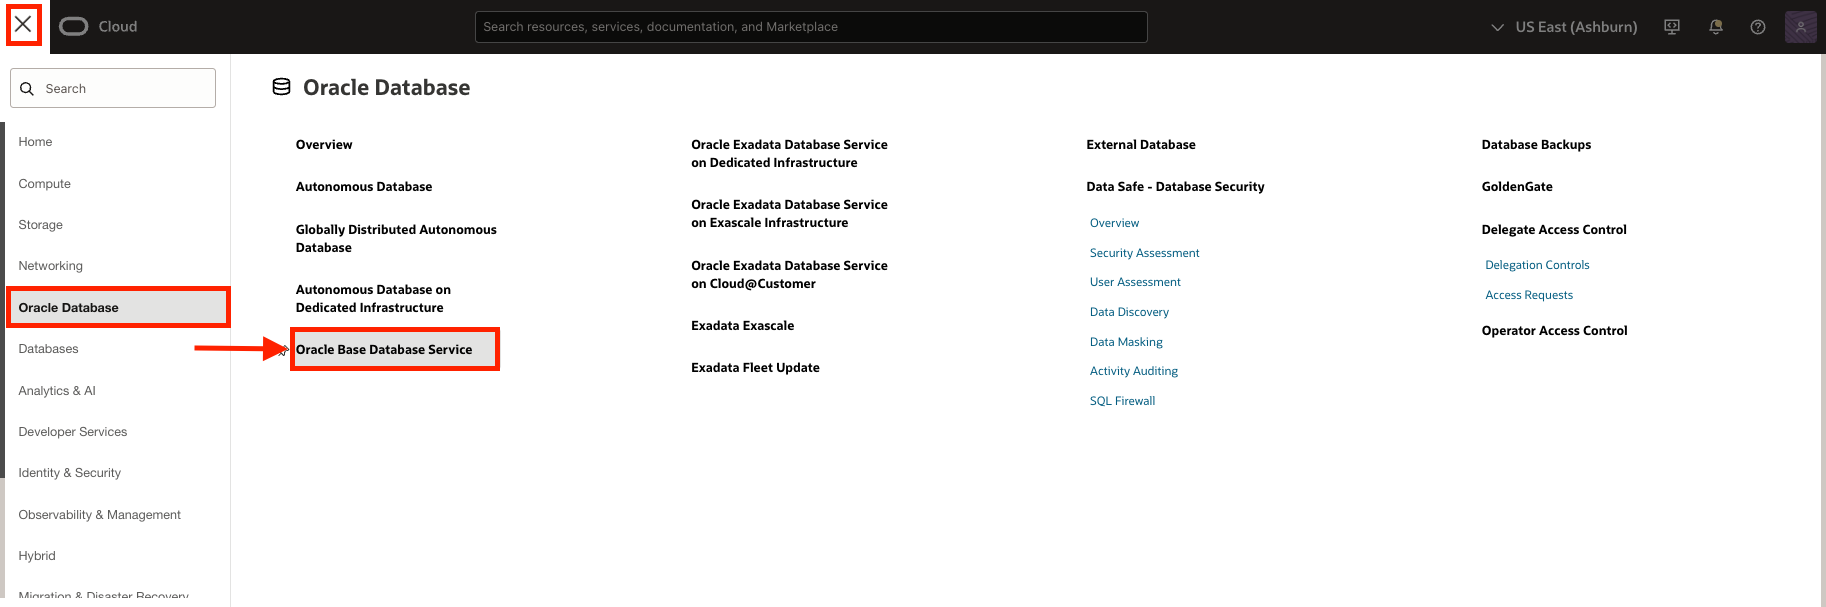 Cloud
Search resources, services, documentation, and Marketplace
US East (Ashburn)
Search
Home
Compute
Storage
Networking
Oracle Database
Databases
Analytics & AI
Developer Services
Identity & Security
Observability & Management
Hybrid
Migration & Disaster Recovery
Oracle Database
Overview
Autonomous Database
Globally Distributed Autonomous
Database
Autonomous Database on
Dedicated Infrastructure
Oracle Base Database Service
Oracle Exadata Database Service
on Dedicated Infrastructure
Oracle Exadata Database Service
on Exascale Infrastructure
Oracle Exadata Database Service
on Cloud@Customer
Exadata Exascale
Exadata Fleet Update
External Database
Data Safe - Database Security
Overview
Security Assessment
User Assessment
Data Discovery
Data Masking
Activity Auditing
SQL Firewall
Database Backups
GoldenGate
Delegate Access Control
Delegation Controls
Access Requests
Operator Access Control